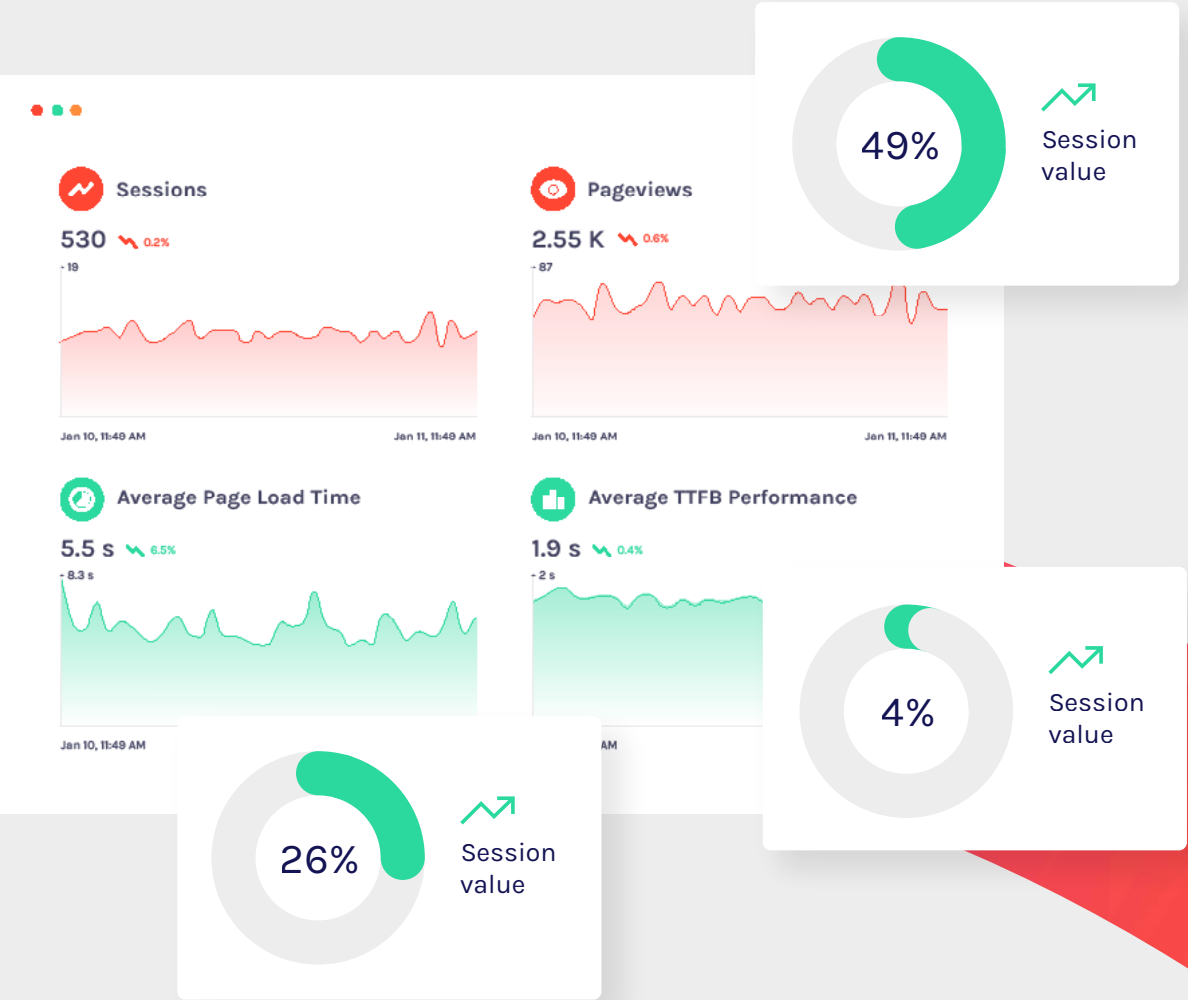 49%
Session
value
Sessions
530 0.2%
- 19
Jan 10, 11:49 AM Jan 11, 11:49 AM
Pageviews
2.55 K 0.6%
- 87
Jan 10, 11:49 AM Jan 11, 11:49 AM
Average Page Load Time
5.5 s 6.5%
- 8.3 s
Jan 10, 11:49 AM
Average TTFB Performance
1.9 s 0.4%
- 2 s
AM
4%
Session
value
26%
Session
value